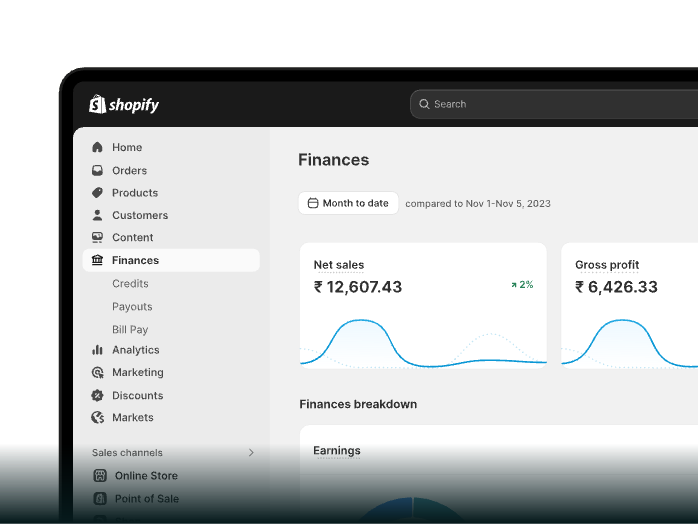 shopify
Search
Home
Orders
Products
Customers
Content
Finances
Credits
Payouts
Bill Pay
Analytics
Marketing
Discounts
Markets
Sales channels
Online Store
Point of Sale
Finances
Month to date compared to Nov 1-Nov 5, 2023
Net sales
₹ 12,607.43 2%
Gross profit
₹ 6,426.33
Finances breakdown
Earnings